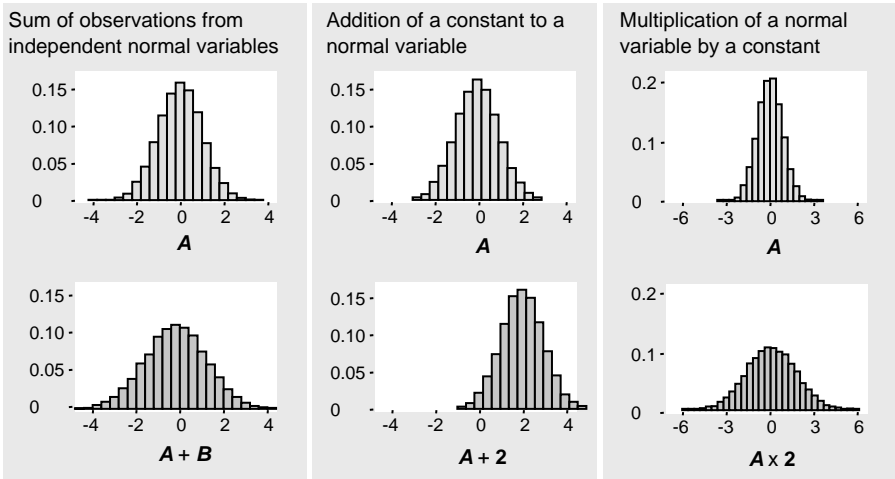 Sum of observations from
independent normal variables
0.15
0.10
0.05
0
-4 -2 0 2 4
A
0.15
0.10
0.05
0
-4 -2 0 2 4
A + B
Addition of a constant to a
normal variable
0.15
0.10
0.05
0
-4 -2 0 2 4
A
0.15
0.10
0.05
0
-4 -2 0 2 4
A + 2
Multiplication of a normal
variable by a constant
0.2
0.1
0
-6 -3 0 3 6
A
0.2
0.1
0
-6 -3 0 3 6
A x 2